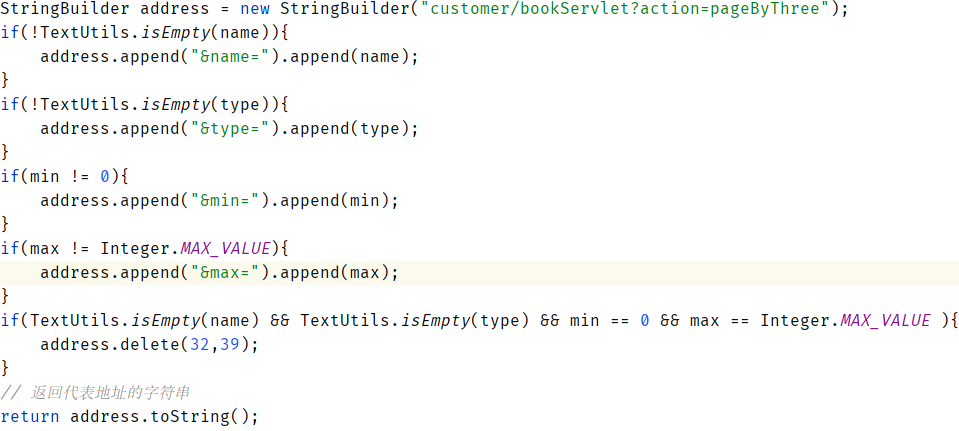 StringBuilder address = new StringBuilder("customer/bookServlet?action=pageByThree");
if(!TextUtils.isEmpty(name)){
    address.append("&name=").append(name);
}
if(!TextUtils.isEmpty(type)){
    address.append("&type=").append(type);
}
if(min != 0){
    address.append("&min=").append(min);
}
if(max != Integer.MAX_VALUE){
    address.append("&max=").append(max);
}
if(TextUtils.isEmpty(name) && TextUtils.isEmpty(type) && min == 0 && max == Integer.MAX_VALUE ){
    address.delete(32,39);
}
// 返回代表地址的字符串
return address.toString();